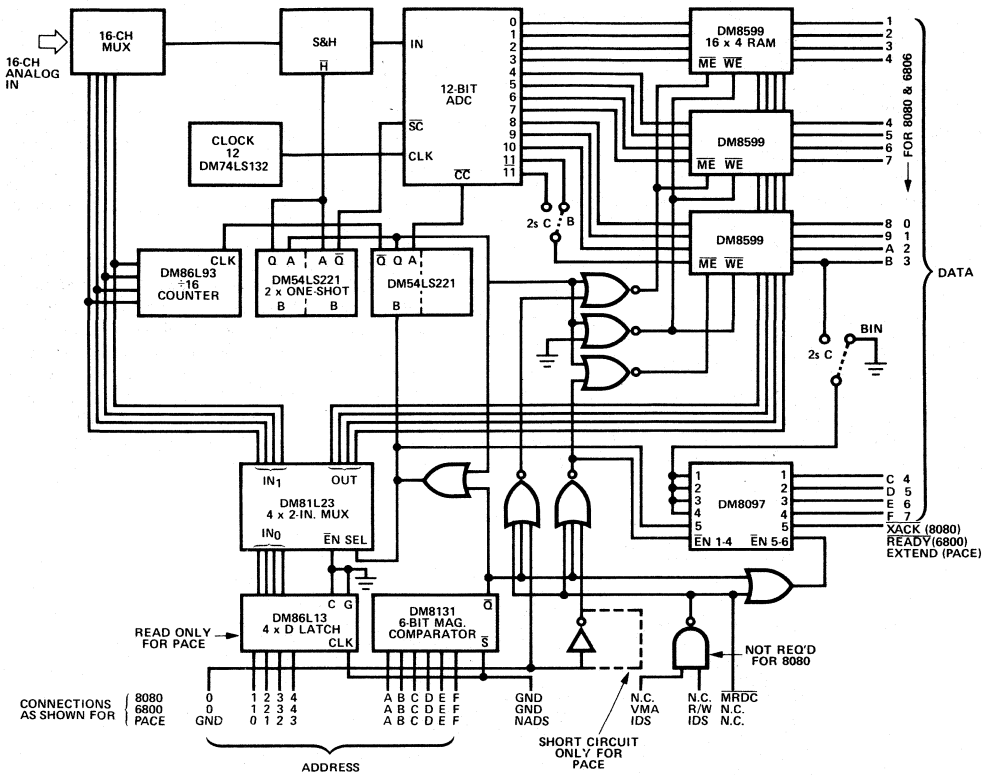 16-CH
MUX
16-CH
ANALOG
IN
S&H
H
IN
12-BIT
ADC
SC
CLK
CC
0
1
2
3
4
5
6
7
8
9
10
11
11
CLOCK
12
DM74LS132
DM8599
16 x 4 RAM
ME WE
DM8599
ME WE
DM8599
ME WE
1
2
3
4
4
5
6
7
8 0
9 1
A 2
B 3
FOR 8080 & 6806
DATA
2s C B
CLK
DM86L93
÷16
COUNTER
Q A A Q
DM54LS221
2 x ONE-SHOT
B B
Q Q A
DM54LS221
B
BIN
2s C
IN1 OUT
DM81L23
4 x 2-IN. MUX
IN0 EN SEL
1 1
2 2
3 3
4 4
5 5
DM8097
EN 1-4 EN 5-6
C 4
D 5
E 6
F 7
XACK (8080)
READY(6800)
EXTEND (PACE)
C G
DM86L13
4 x D LATCH
CLK
READ ONLY
FOR PACE
Q
DM8131
6-BIT MAG.
COMPARATOR
S
NOT REQ'D
FOR 8080
CONNECTIONS
AS SHOWN FOR
8080 0 1 2 3 4 A B C D E F GND N.C. N.C. MRDC
6800 0 1 2 3 4 A B C D E F GND VMA R/W N.C.
PACE GND 0 1 2 3 A B C D E F NADS IDS IDS N.C.
SHORT CIRCUIT
ONLY FOR
PACE
ADDRESS